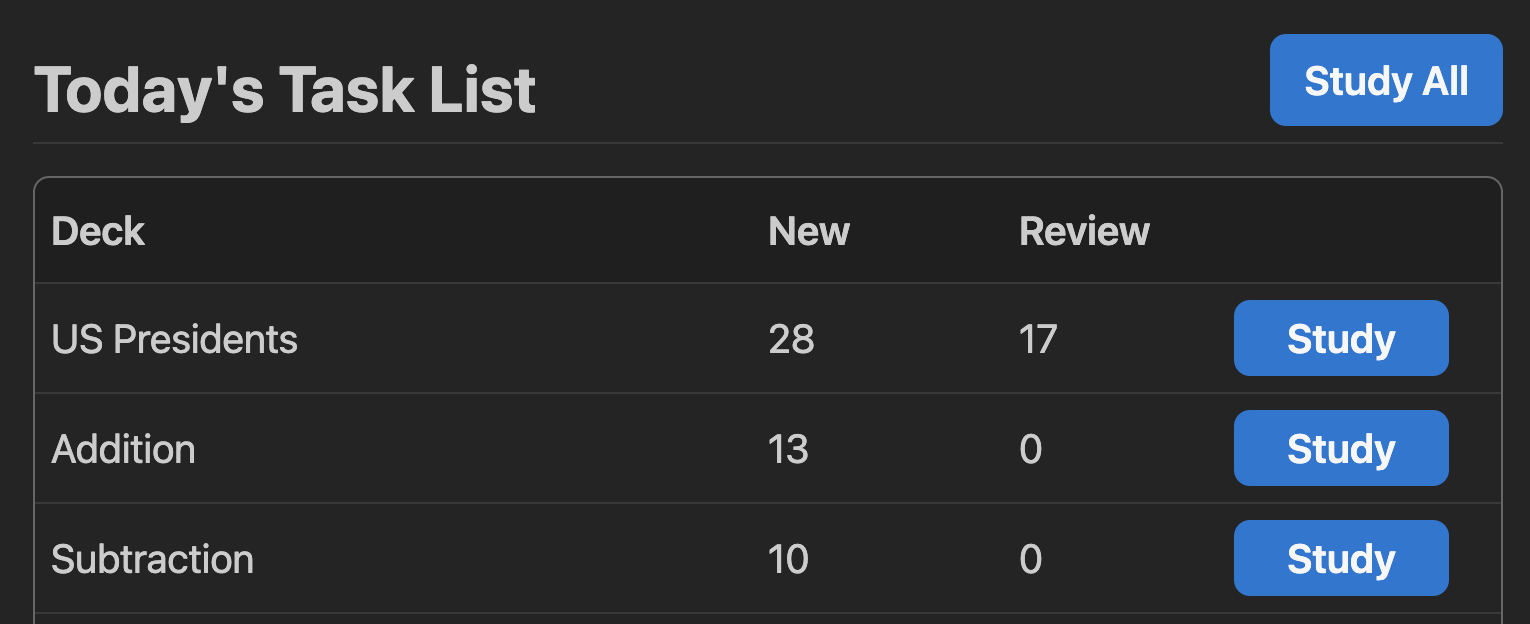 Today's Task List
Study All
Deck New Review
US Presidents 28 17 Study
Addition 13 0 Study
Subtraction 10 0 Study